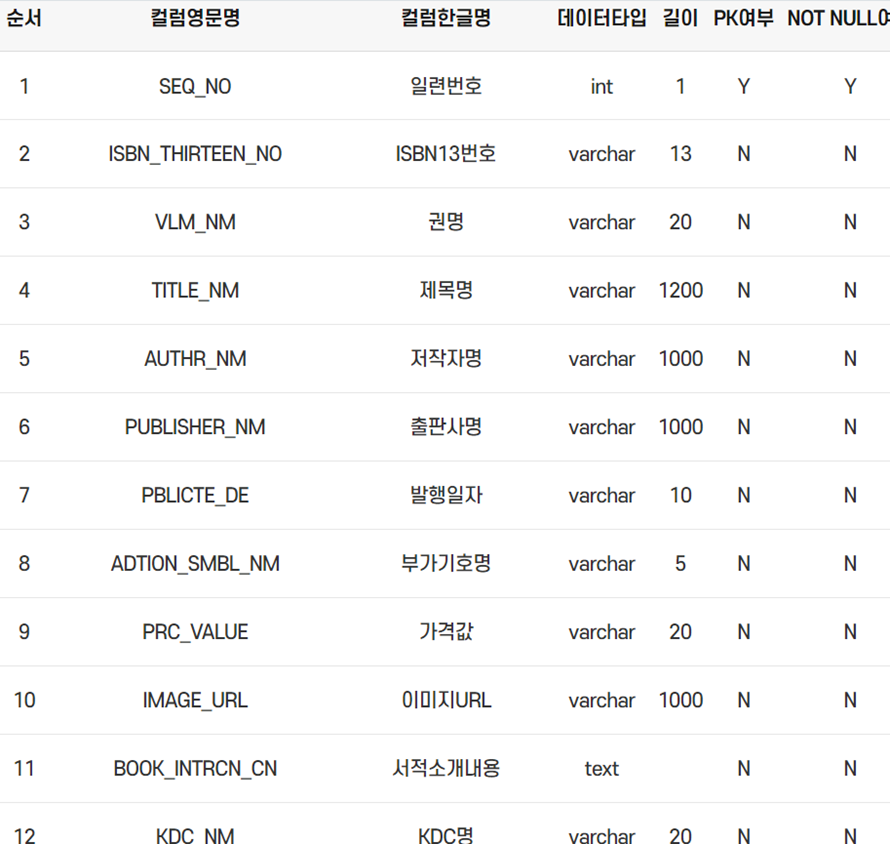 순서 컬럼영문명 컬럼한글명 데이터타입 길이 PK여부 NOT NULL여
1 SEQ_NO 일련번호 int 1 Y Y
2 ISBN_THIRTEEN_NO ISBN13번호 varchar 13 N N
3 VLM_NM 권명 varchar 20 N N
4 TITLE_NM 제목명 varchar 1200 N N
5 AUTHR_NM 저작자명 varchar 1000 N N
6 PUBLISHER_NM 출판사명 varchar 1000 N N
7 PBLICTE_DE 발행일자 varchar 10 N N
8 ADTION_SMBL_NM 부가기호명 varchar 5 N N
9 PRC_VALUE 가격값 varchar 20 N N
10 IMAGE_URL 이미지URL varchar 1000 N N
11 BOOK_INTRCN_CN 서적소개내용 text N N
12 KDC_NM KDC명 varchar 20 N N